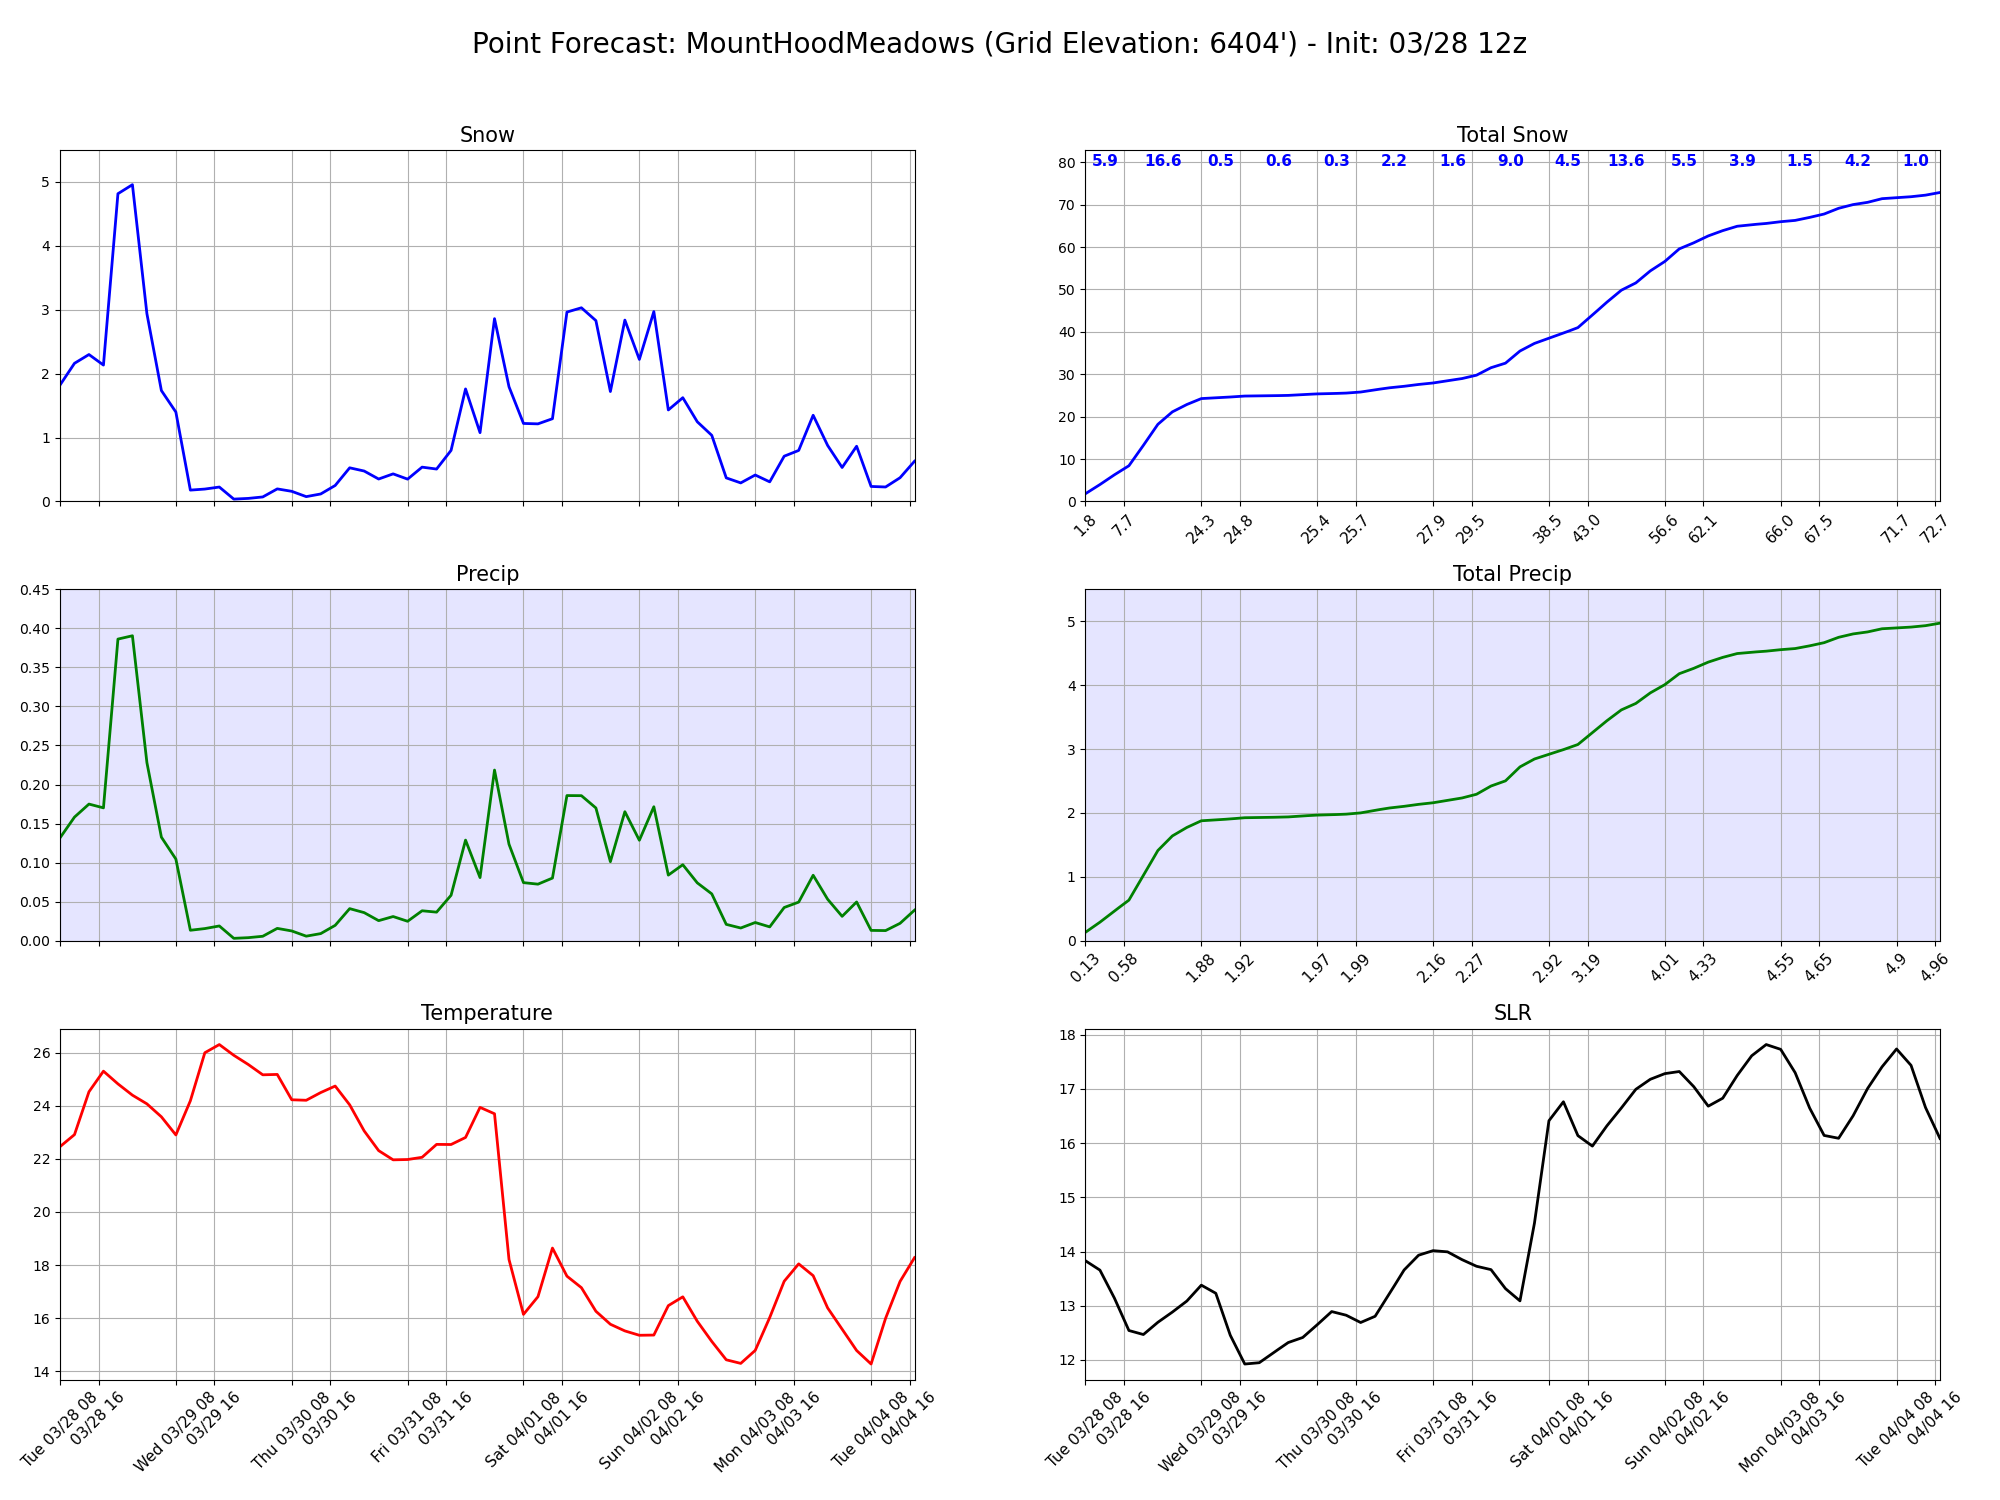 Point Forecast: MountHoodMeadows (Grid Elevation: 6404') - Init: 03/28 12z
Snow
5
4
3
2
1
0
Total Snow
5.9 16.6 0.5 0.6 0.3 2.2 1.6 9.0 4.5 13.6 5.5 3.9 1.5 4.2 1.0
80
70
60
50
40
30
20
10
0
1.8 7.7 24.3 24.8 25.4 25.7 27.9 29.5 38.5 43.0 56.6 62.1 66.0 67.5 71.7 72.7
Precip
0.45
0.40
0.35
0.30
0.25
0.20
0.15
0.10
0.05
0.00
Total Precip
5
4
3
2
1
0
0.13 0.58 1.88 1.92 1.97 1.99 2.16 2.27 2.92 3.19 4.01 4.33 4.55 4.65 4.9 4.96
Temperature
26
24
22
20
18
16
14
Tue 03/28 08
03/28 16
Wed 03/29 08
03/29 16
Thu 03/30 08
03/30 16
Fri 03/31 08
03/31 16
Sat 04/01 08
04/01 16
Sun 04/02 08
04/02 16
Mon 04/03 08
04/03 16
Tue 04/04 08
04/04 16
SLR
18
17
16
15
14
13
12
Tue 03/28 08
03/28 16
Wed 03/29 08
03/29 16
Thu 03/30 08
03/30 16
Fri 03/31 08
03/31 16
Sat 04/01 08
04/01 16
Sun 04/02 08
04/02 16
Mon 04/03 08
04/03 16
Tue 04/04 08
04/04 16